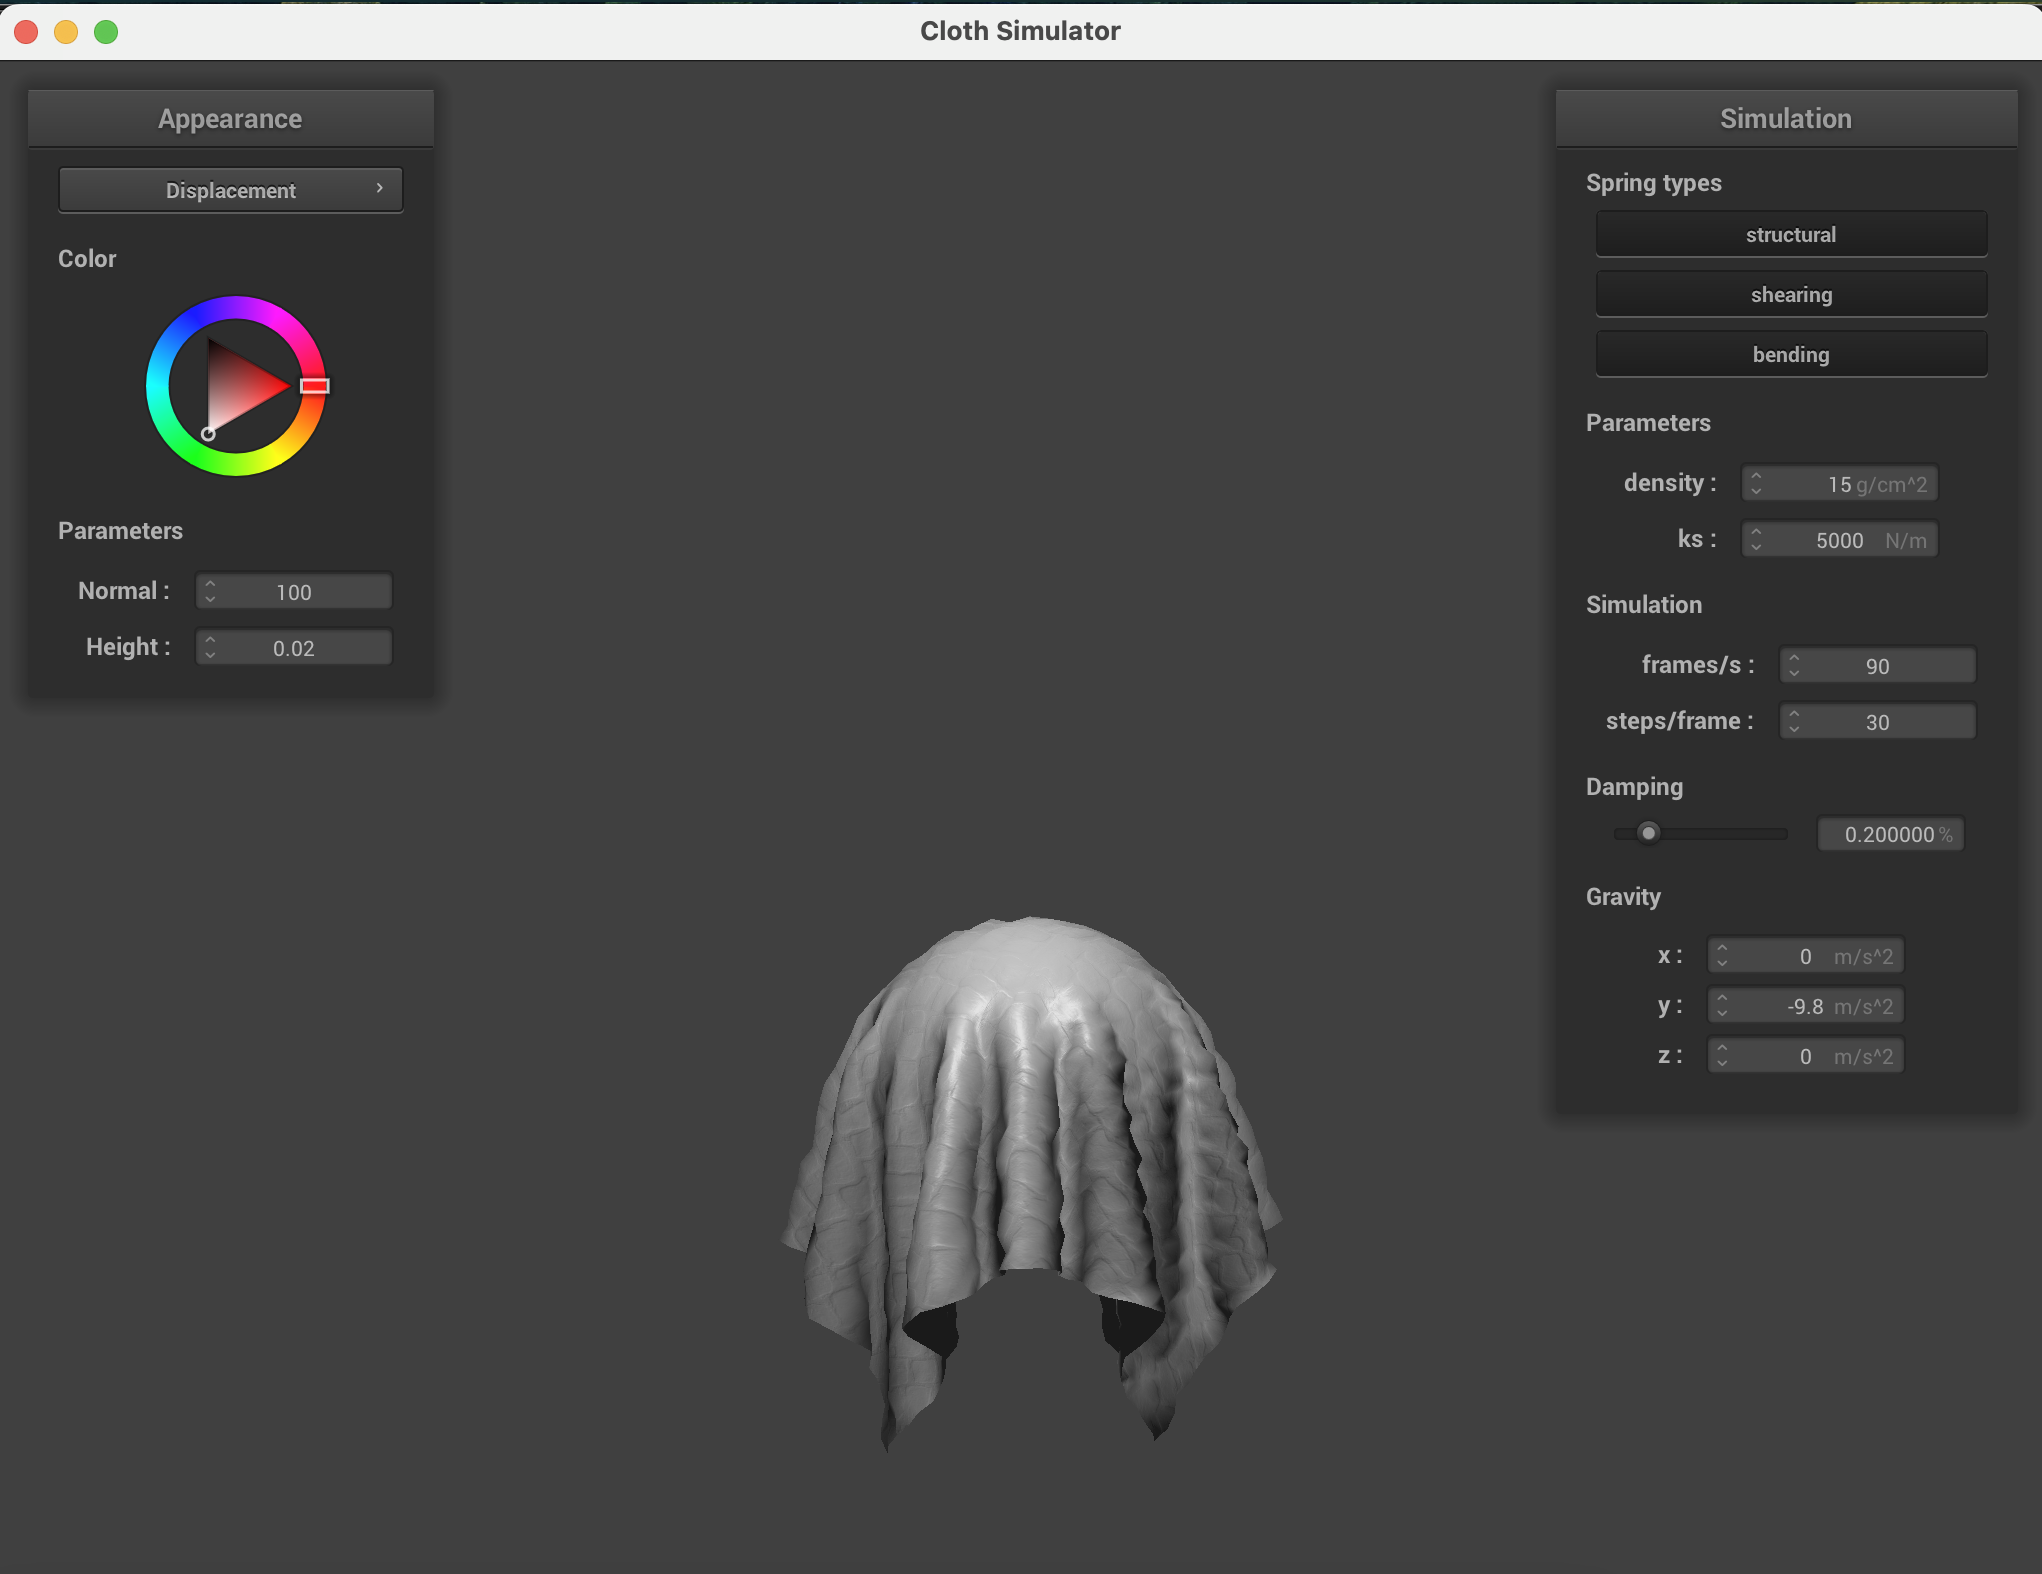 Cloth Simulator
Appearance
Displacement
Color
Parameters
Normal : 100
Height : 0.02
Simulation
Spring types
structural
shearing
bending
Parameters
density : 15 g/cm^2
ks : 5000 N/m
Simulation
frames/s : 90
steps/frame : 30
Damping
0.200000 %
Gravity
x : 0 m/s^2
y : -9.8 m/s^2
z : 0 m/s^2